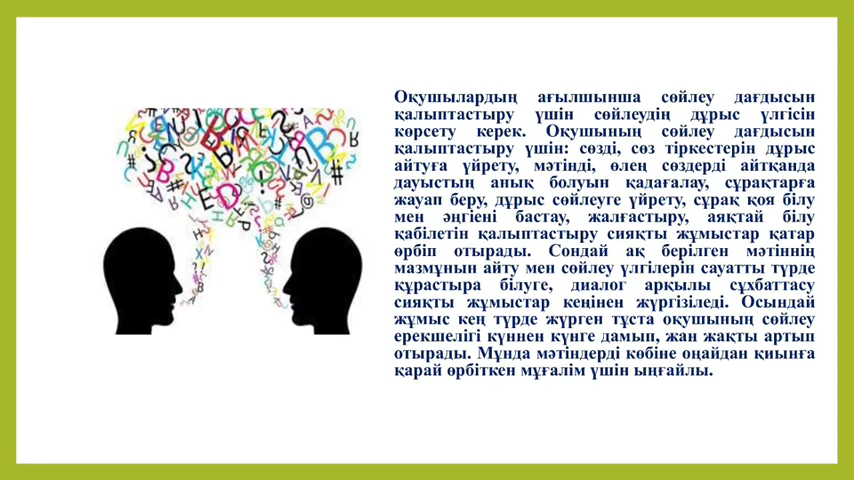 Оқушылардың ағылшынша сөйлеу дағдысын
қалыптастыру үшін сөйлеудің дұрыс үлгісін
көрсету керек. Оқушының сөйлеу дағдысын
қалыптастыру үшін: сөзді, сөз тіркестерін дұрыс
айтуға үйрету, мәтінді, өлең сөздерді айтқанда
дауыстың анық болуын қадағалау, сұрақтарға
жауап беру, дұрыс сөйлеуге үйрету, сұрақ қоя білу
мен әңгіені бастау, жалғастыру, аяқтай білу
қабілетін қалыптастыру сияқты жұмыстар қатар
өрбіп отырады. Сондай ақ берілген мәтіннің
мазмұнын айту мен сөйлеу үлгілерін сауатты түрде
құрастыра білуге, диалог арқылы сұхбаттасу
сияқты жұмыстар кеңінен жүргізіледі. Осындай
жұмыс кең түрде жүрген тұста оқушының сөйлеу
ерекшелігі күннен күнге дамып, жан жақты артып
отырады. Мұнда мәтіндерді көбіне оңайдан қиынға
қарай өрбіткен мұғалім үшін ыңғайлы.